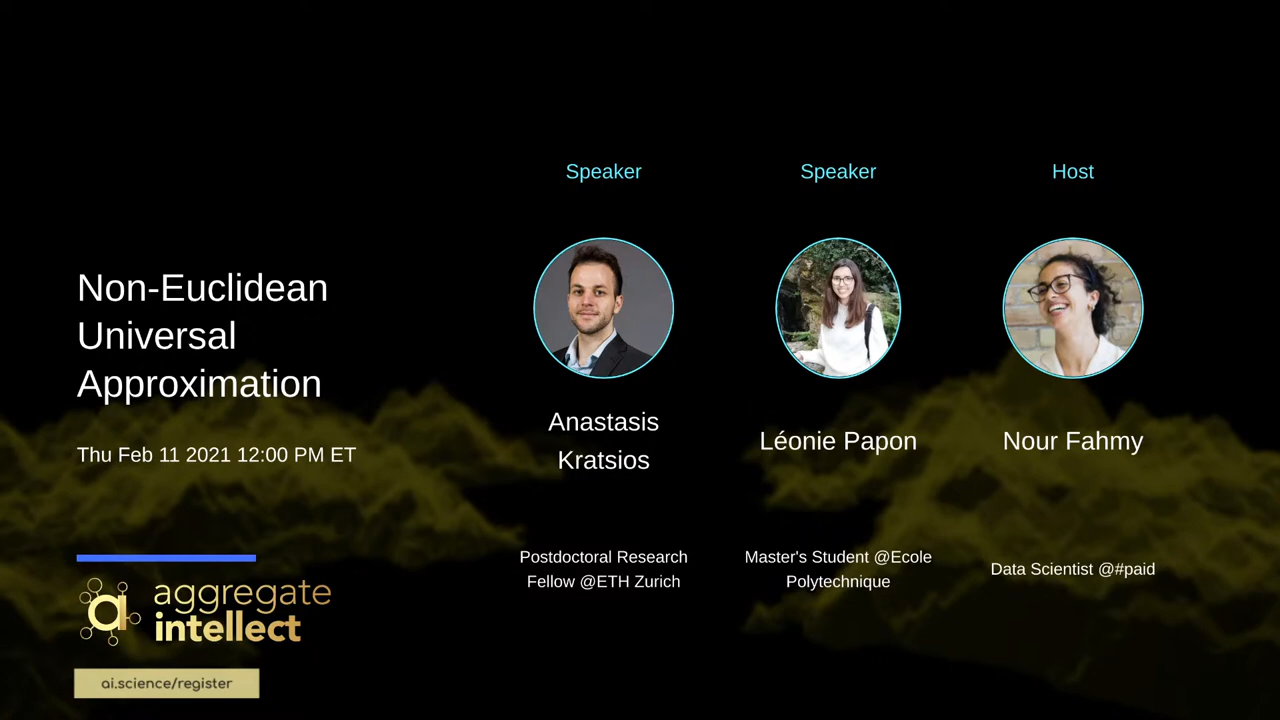 Non-Euclidean
Universal
Approximation
Thu Feb 11 2021 12:00 PM ET
aggregate
intellect
ai.science/register
Speaker
Anastasis
Kratsios
Postdoctoral Research
Fellow @ETH Zurich
Speaker
Léonie Papon
Master's Student @Ecole
Polytechnique
Host
Nour Fahmy
Data Scientist @#paid